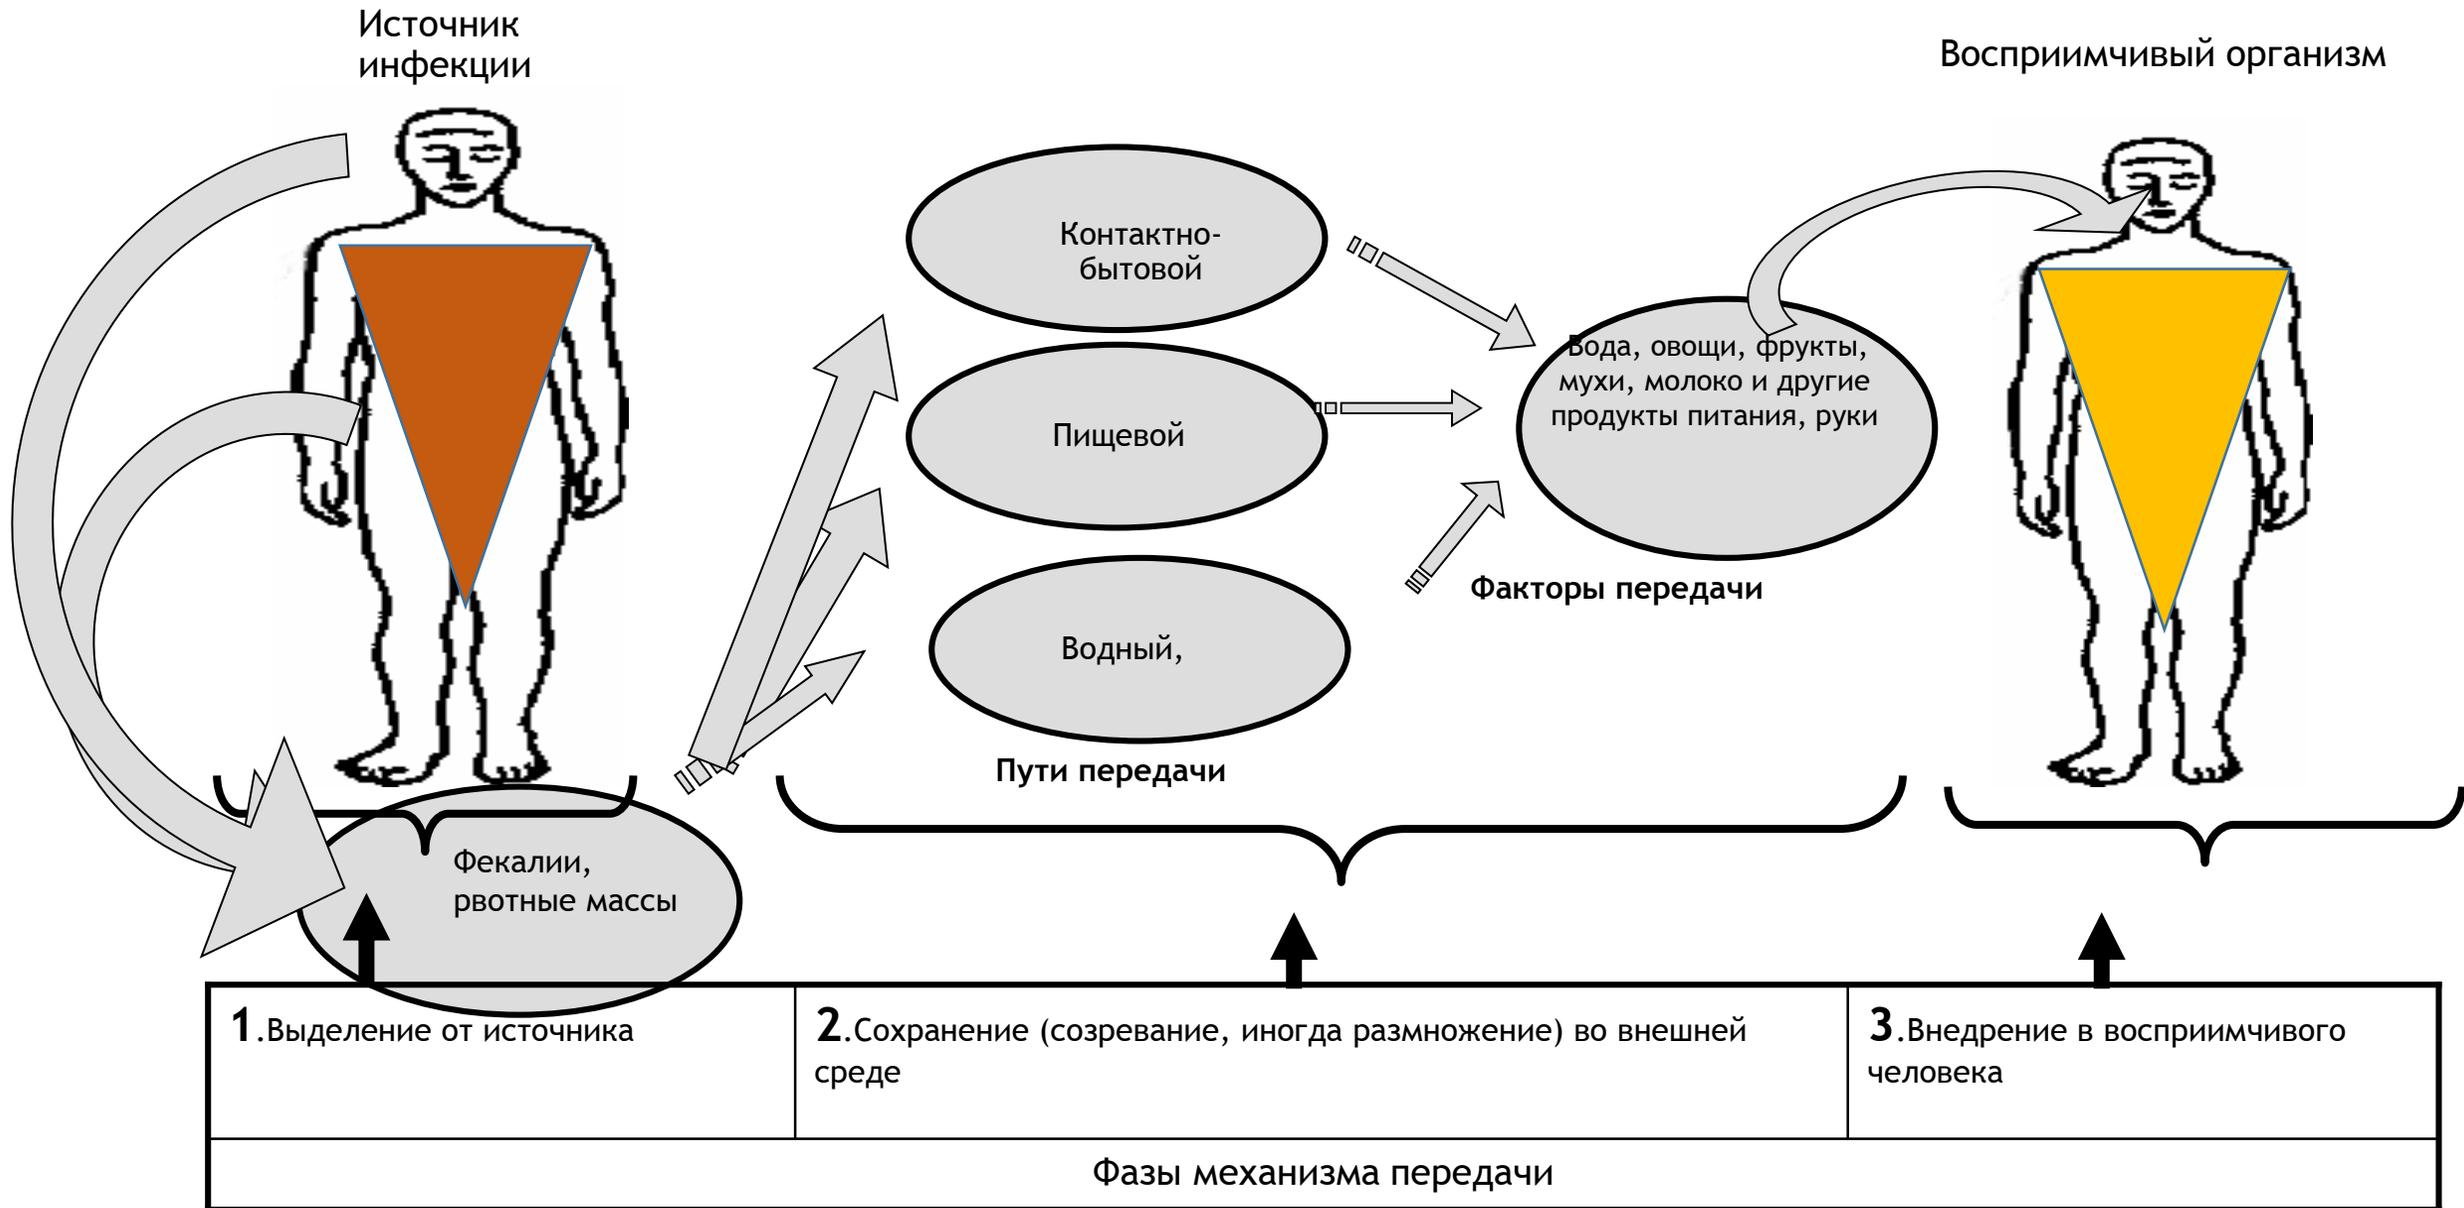 Источник
инфекции
Восприимчивый организм
Контактно-
бытовой
Пищевой
Водный,
Пути передачи
Вода, овощи, фрукты,
мухи, молоко и другие
продукты питания, руки
Факторы передачи
Фекалии,
рвотные массы
1.Выделение от источника
2.Сохранение (созревание, иногда размножение) во внешней
среде
3.Внедрение в восприимчивого
человека
Фазы механизма передачи